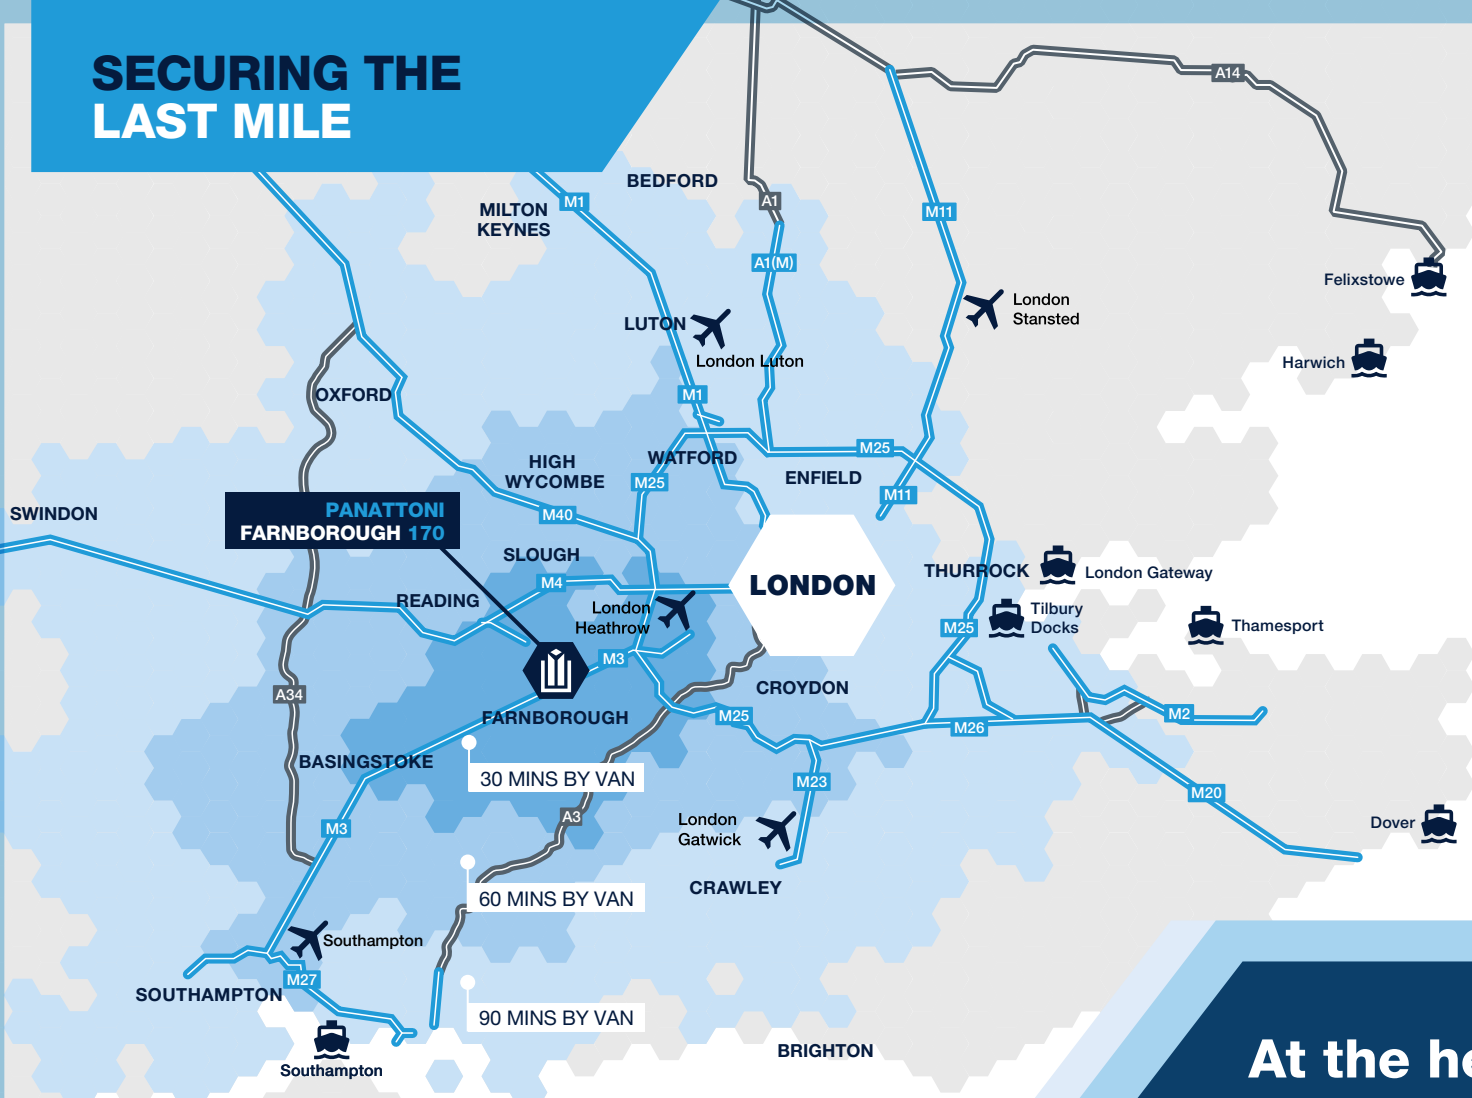 SECURING THE
LAST MILE
A14
BEDFORD
MILTON
KEYNES
M1
A1
M11
A1(M)
Felixstowe
London
Stansted
LUTON
London Luton
Harwich
OXFORD
M1
HIGH
WYCOMBE
WATFORD
M25
ENFIELD
M25
M11
SWINDON
PANATTONI
FARNBOROUGH 170
M40
SLOUGH
M4
READING
London
Heathrow
LONDON
THURROCK
London Gateway
Tilbury
Docks
M25
Thamesport
M3
A34
CROYDON
FARNBOROUGH
M25
M26
M2
BASINGSTOKE
30 MINS BY VAN
M23
M20
M3
A3
London
Gatwick
Dover
CRAWLEY
60 MINS BY VAN
Southampton
M27
SOUTHAMPTON
90 MINS BY VAN
BRIGHTON
Southampton
At the he